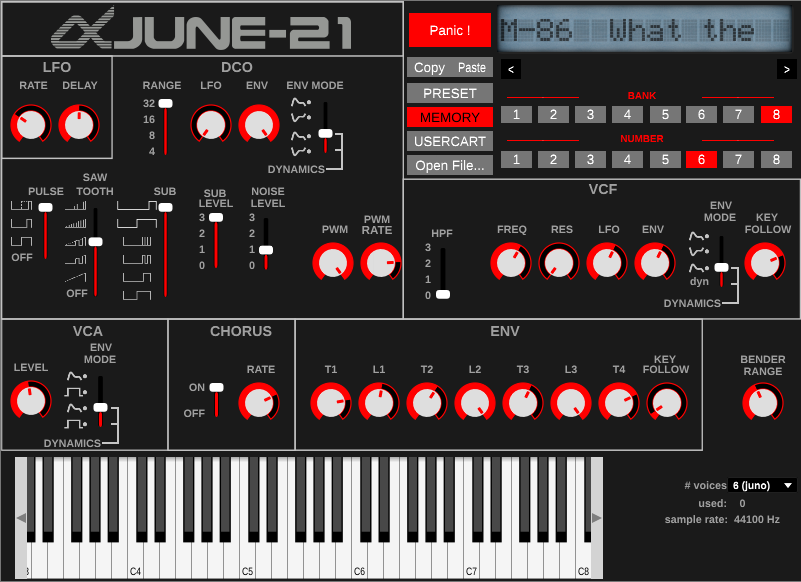 JUNE-21
Panic !
M-86 What the
Copy Paste
< >
PRESET
MEMORY
USERCART
Open File...
BANK
1 2 3 4 5 6 7 8
NUMBER
1 2 3 4 5 6 7 8
LFO
RATE DELAY
DCO
RANGE LFO ENV ENV MODE
32
16
8
4
DYNAMICS
PULSE
OFF
SAW
TOOTH
OFF
SUB
SUB
LEVEL
3
2
1
0
NOISE
LEVEL
3
2
1
0
PWM
PWM
RATE
VCF
HPF
3
2
1
0
FREQ RES LFO ENV
ENV
MODE
dyn
DYNAMICS
KEY
FOLLOW
VCA
LEVEL
ENV
MODE
DYNAMICS
CHORUS
ON
OFF
RATE
ENV
T1 L1 T2 L2 T3 L3 T4
KEY
FOLLOW
BENDER
RANGE
C4 C5 C6 C7 C8
# voices 6 (juno)
used: 0
sample rate: 44100 Hz